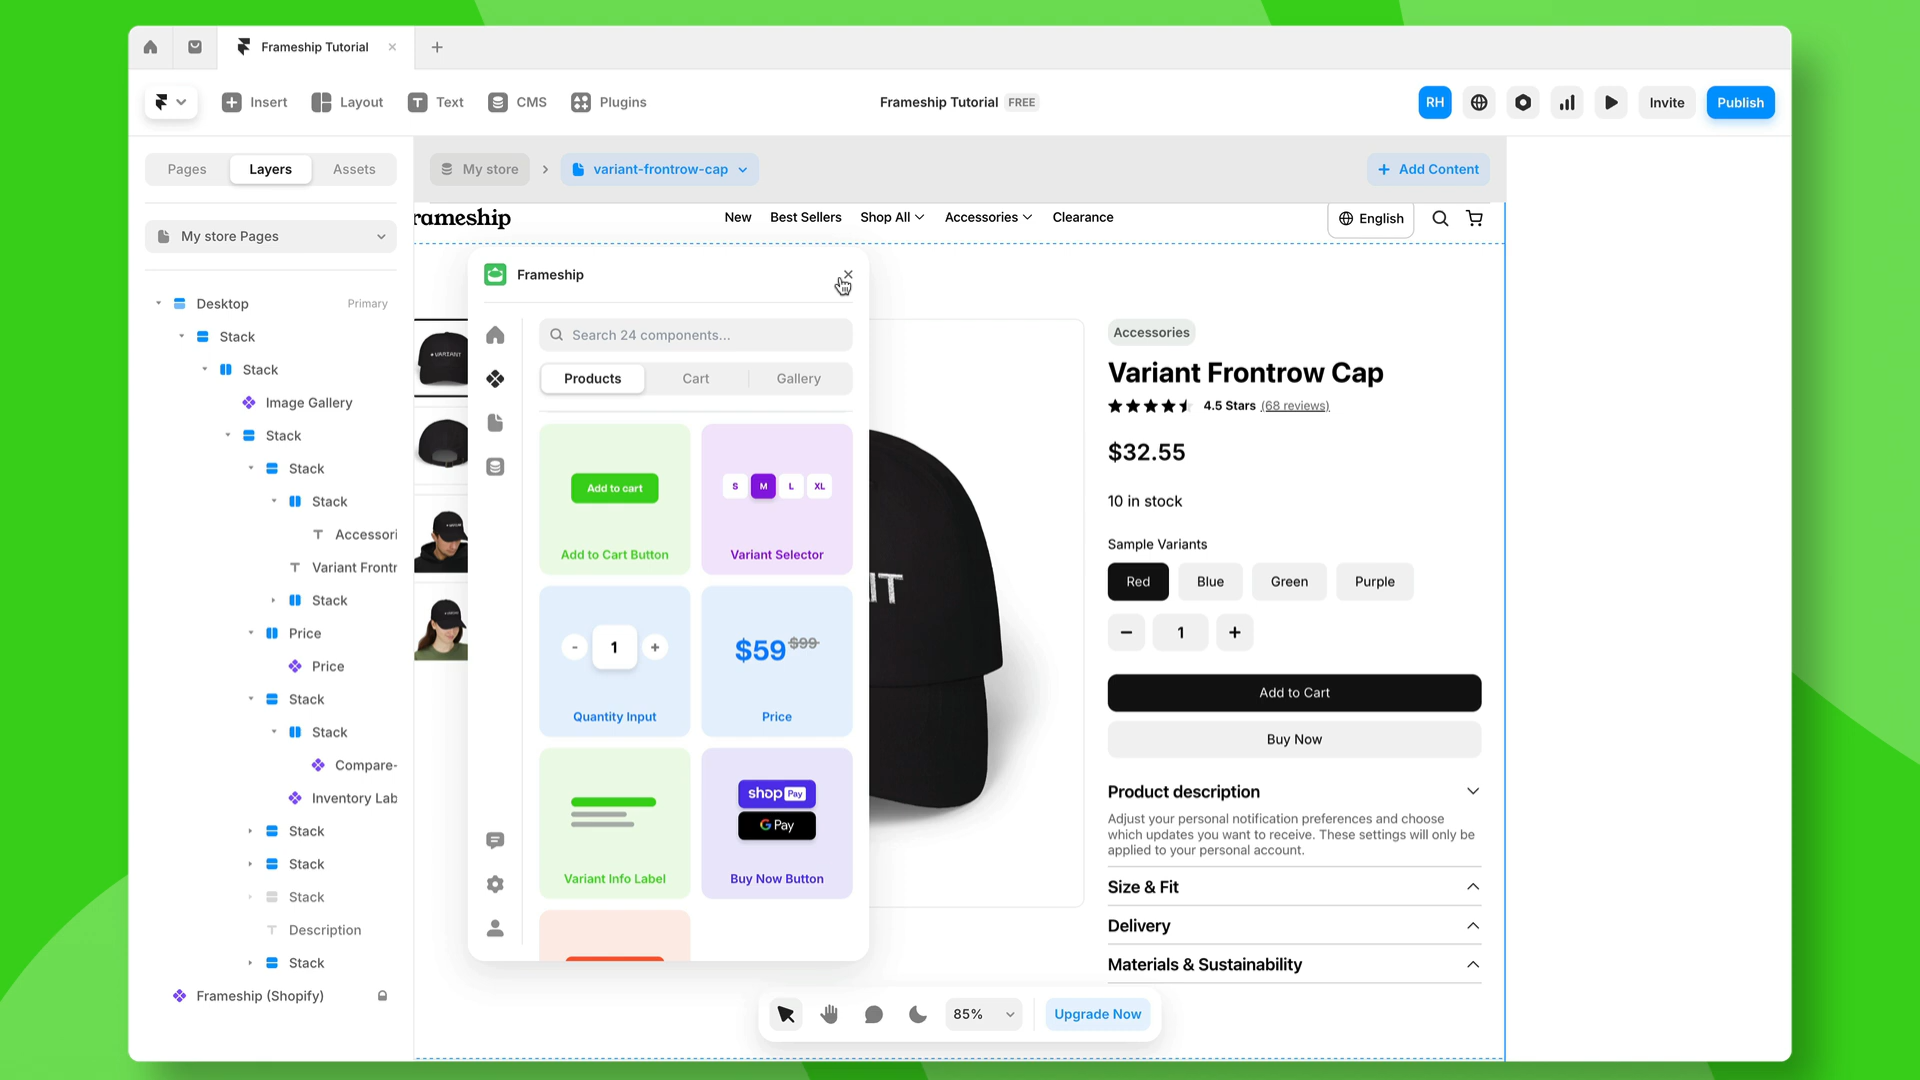 Frameship Tutorial
Insert
Layout
Text
CMS
Plugins
Frameship Tutorial FREE
RH
Invite
Publish
Pages
Layers
Assets
My store
variant-frontrow-cap
Add Content
My store Pages
rameship
New
Best Sellers
Shop All
Accessories
Clearance
English
Desktop
Primary
Stack
Stack
Image Gallery
Stack
Stack
Stack
Accessori
Variant Frontr
Stack
Price
Price
Stack
Stack
Compare-
Inventory Lab
Stack
Stack
Stack
Description
Stack
Frameship (Shopify)
Frameship
Search 24 components...
Products
Cart
Gallery
Add to cart
Add to Cart Button
S
M
L
XL
Variant Selector
- 1 +
Quantity Input
$59 $99
Price
Variant Info Label
shop Pay
G Pay
Buy Now Button
VARIANT
Accessories
Variant Frontrow Cap
4.5 Stars (68 reviews)
$32.55
10 in stock
Sample Variants
Red
Blue
Green
Purple
− 1 +
Add to Cart
Buy Now
Product description
Adjust your personal notification preferences and choose
which updates you want to receive. These settings will only be
applied to your personal account.
Size & Fit
Delivery
Materials & Sustainability
85%
Upgrade Now